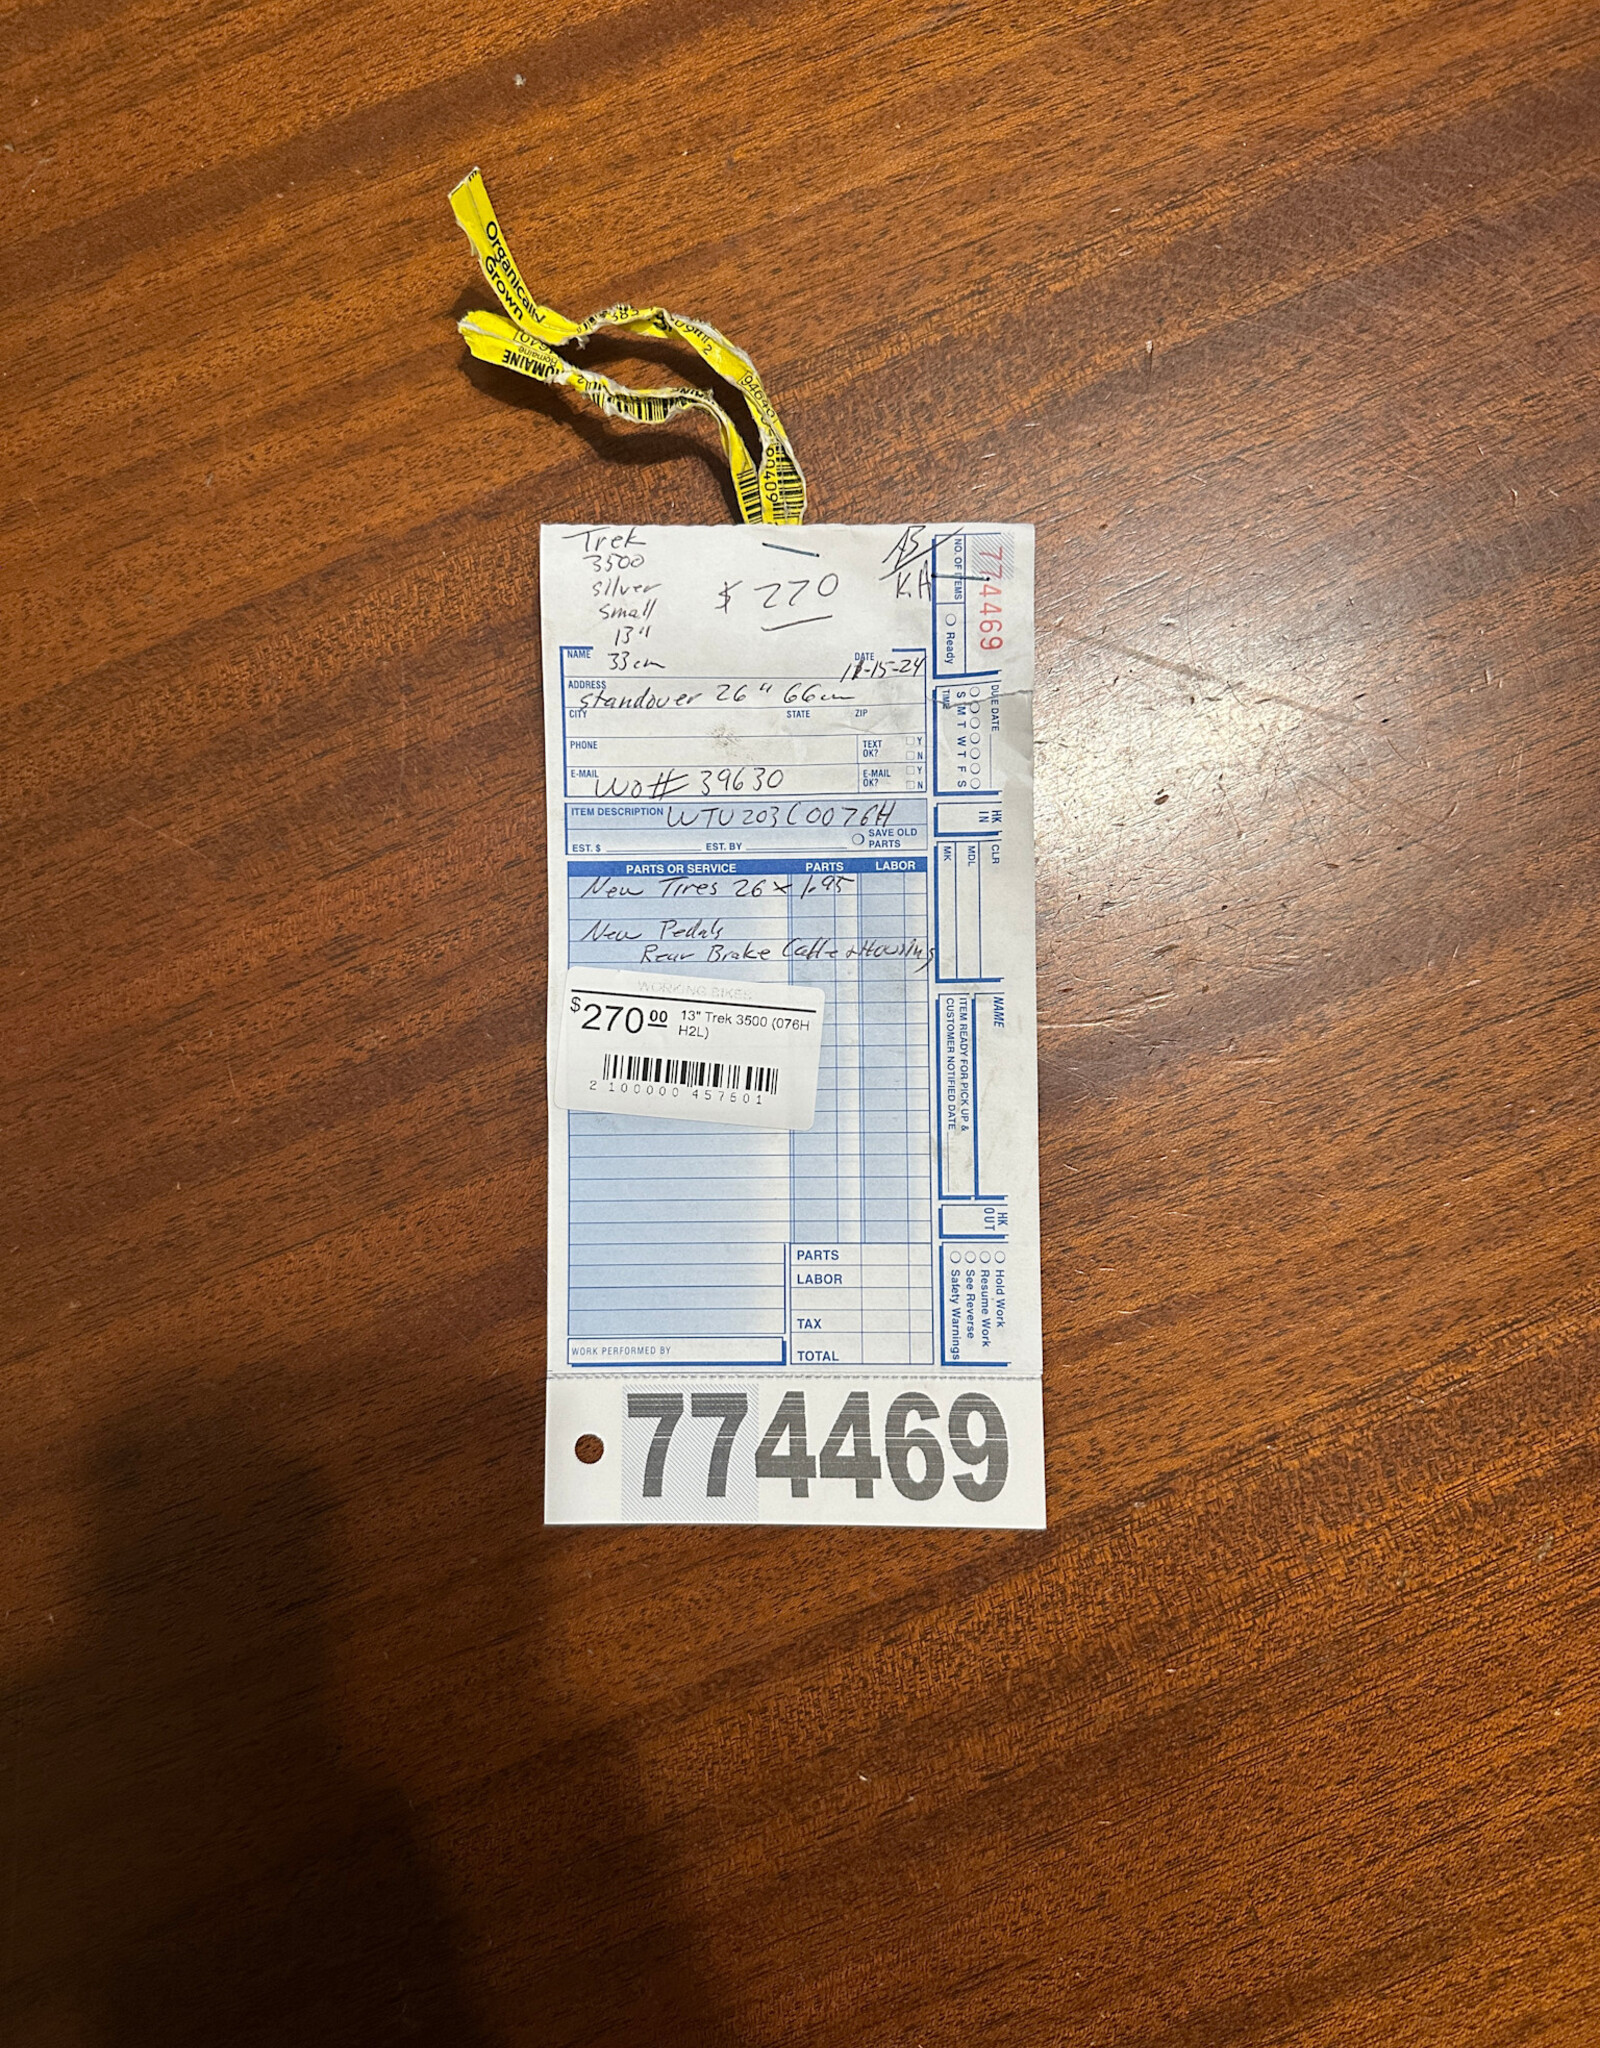 Organically
Grown
ROMAINE
Romaine
Trek
3500
silver
small
13"
33cm
$270
AB
K.H
NAME
DATE 11-15-24
ADDRESS
standover 26" 66cm
CITY STATE ZIP
PHONE TEXT OK? Y N
E-MAIL E-MAIL OK? Y N
WO# 39630
ITEM DESCRIPTION WTU203C0076H
EST. $ EST. BY SAVE OLD PARTS
PARTS OR SERVICE PARTS LABOR
New Tires 26 x 1.95
New Pedals
Rear Brake Cable & Housing
WORKING BIKES
$270.00 13" Trek 3500 (076H
H2L)
2 100000 457601
PARTS
LABOR
TAX
TOTAL
WORK PERFORMED BY
774469
NO. OF ITEMS
Ready
774469
DUE DATE
S M T W T F S
TIME
HK IN
CLR
MDL
MK
NAME
ITEM READY FOR PICK UP &
CUSTOMER NOTIFIED DATE
HK OUT
Hold Work
Resume Work
See Reverse
Safety Warnings